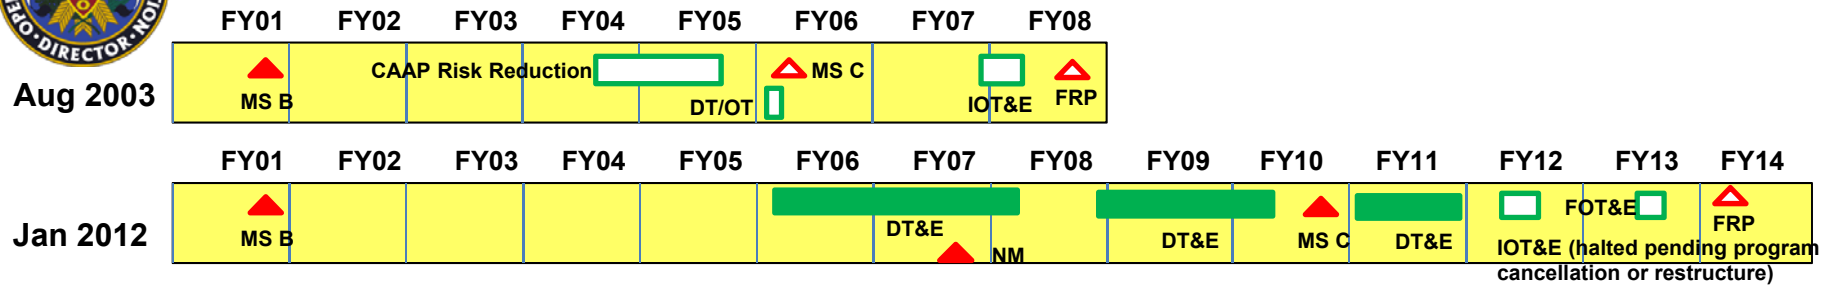 FY01 FY02 FY03 FY04 FY05 FY06 FY07 FY08
OPE DIRECTOR ION
Aug 2003
MS B CAAP Risk Reduction DT/OT MS C IOT&E FRP
FY01 FY02 FY03 FY04 FY05 FY06 FY07 FY08 FY09 FY10 FY11 FY12 FY13 FY14
Jan 2012
MS B DT&E NM DT&E MS C DT&E FOT&E FRP
IOT&E (halted pending program
cancellation or restructure)